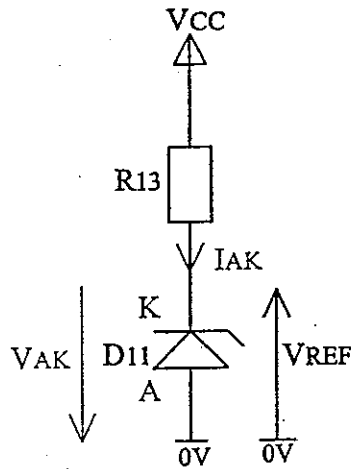 VCC
R13
IAK
K
VAK
D11
VREF
A
0V
0V